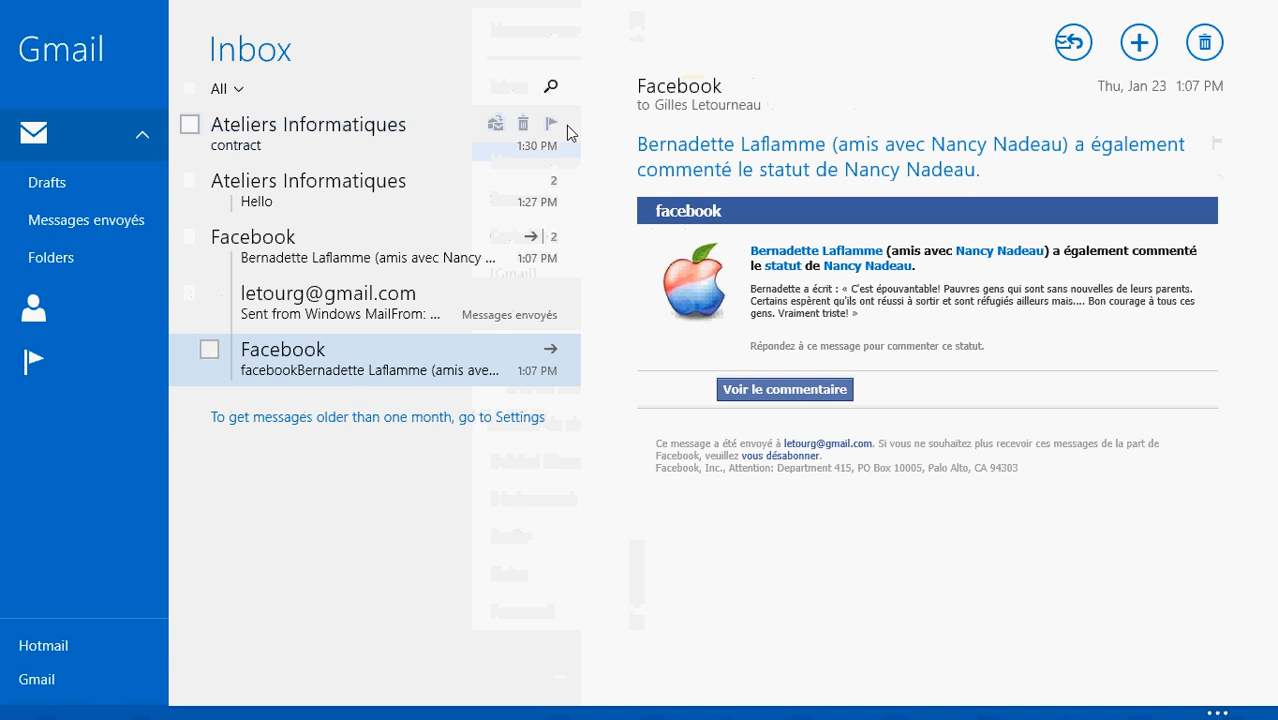 Gmail
Drafts
Messages envoyés
Folders
Hotmail
Gmail
Inbox
All
Ateliers Informatiques
contract
1:30 PM
Ateliers Informatiques
2
Hello
1:27 PM
Facebook
2
Bernadette Laflamme (amis avec Nancy ...
1:07 PM
letourg@gmail.com
Sent from Windows MailFrom: ...
Messages envoyés
Facebook
facebookBernadette Laflamme (amis ave...
1:07 PM
To get messages older than one month, go to Settings
Facebook
Thu, Jan 23 1:07 PM
to Gilles Letourneau
Bernadette Laflamme (amis avec Nancy Nadeau) a également
commenté le statut de Nancy Nadeau.
facebook
Bernadette Laflamme (amis avec Nancy Nadeau) a également commenté
le statut de Nancy Nadeau.
Bernadette a écrit : « C'est épouvantable! Pauvres gens qui sont sans nouvelles de leurs parents.
Certains espèrent qu'ils ont réussi à sortir et sont réfugiés ailleurs mais.... Bon courage à tous ces
gens. Vraiment triste! »
Répondez à ce message pour commenter ce statut.
Voir le commentaire
Ce message a été envoyé à letourg@gmail.com. Si vous ne souhaitez plus recevoir ces messages de la part de
Facebook, veuillez vous désabonner.
Facebook, Inc., Attention: Department 415, PO Box 10005, Palo Alto, CA 94303